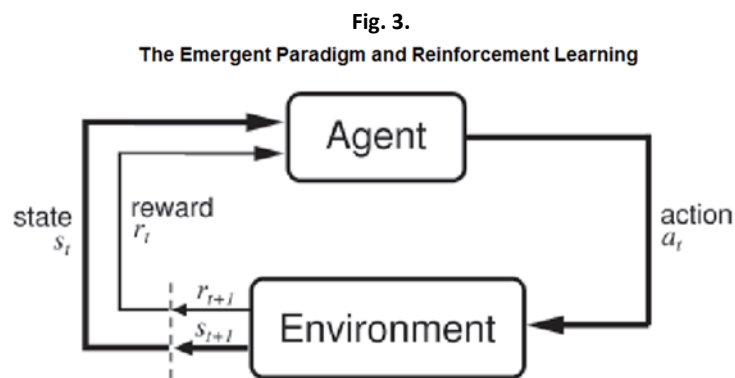 Fig. 3.
The Emergent Paradigm and Reinforcement Learning
Agent
state
sₜ
reward
rₜ
action
aₜ
rₜ₊₁
sₜ₊₁
Environment